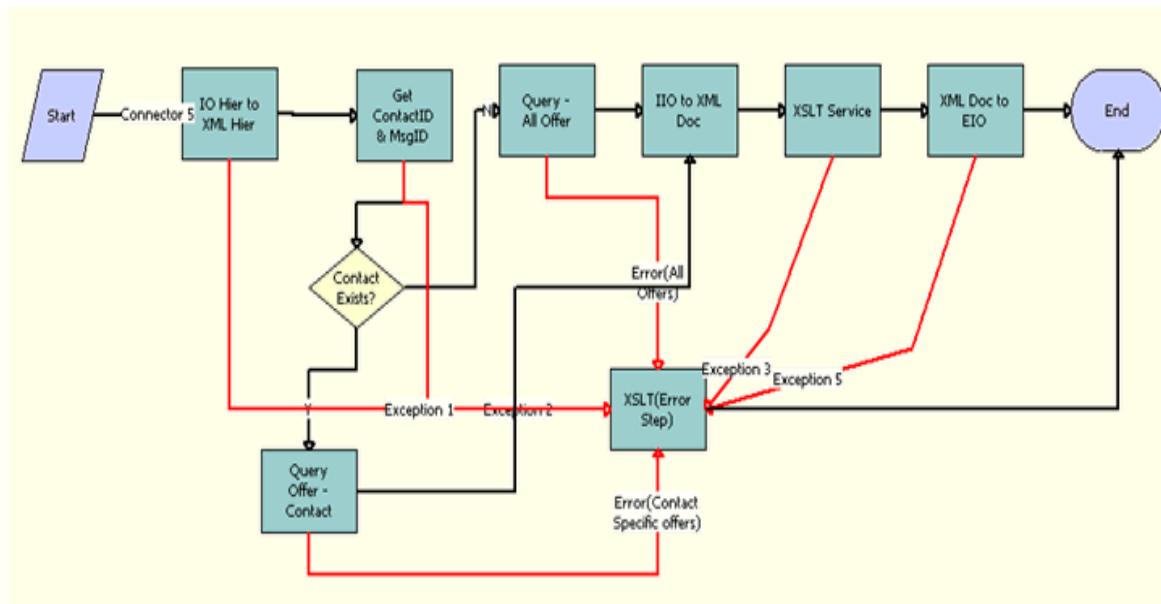 Start
Connector 5
IO Hier to
XML Hier
Get
ContactID
& MsgID
N
Query -
All Offer
IIO to XML
Doc
XSLT Service
XML Doc to
EIO
End
Contact
Exists?
Error(All
Offers)
Exception 3
Exception 5
Y
Exception 1
Exception 2
XSLT(Error
Step)
Query
Offer -
Contact
Error(Contact
Specific offers)